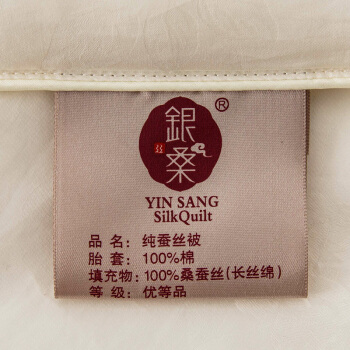 銀桑®
YIN SANG
SilkQuilt
品 名：纯蚕丝被
胎 套：100%棉
填充物：100%桑蚕丝（长丝绵）
等 级：优等品